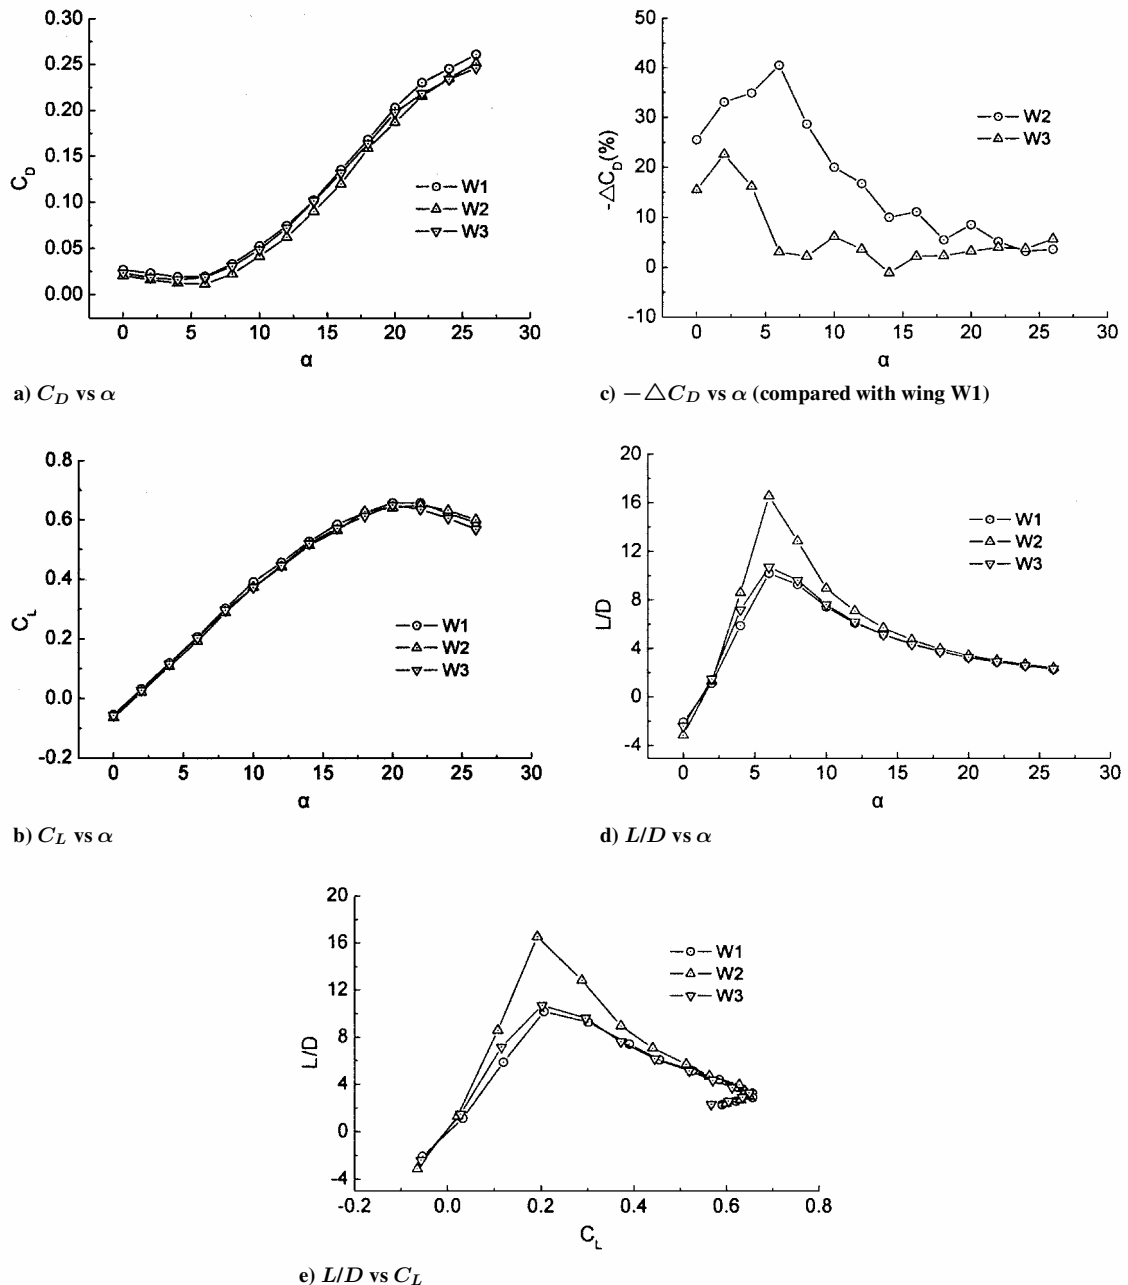 0.30
0.25
0.20
0.15
0.10
0.05
0.00
C_D
W1
W2
W3
0 5 10 15 20 25 30
α
a) C_D vs α
50
40
30
20
10
0
-10
-△C_D(%)
W2
W3
0 5 10 15 20 25 30
α
c) −△C_D vs α (compared with wing W1)
0.8
0.6
0.4
0.2
0.0
-0.2
C_L
W1
W2
W3
0 5 10 15 20 25 30
α
b) C_L vs α
20
16
12
8
4
0
-4
L/D
W1
W2
W3
0 5 10 15 20 25 30
α
d) L/D vs α
20
16
12
8
4
0
-4
L/D
W1
W2
W3
-0.2 0.0 0.2 0.4 0.6 0.8
C_L
e) L/D vs C_L